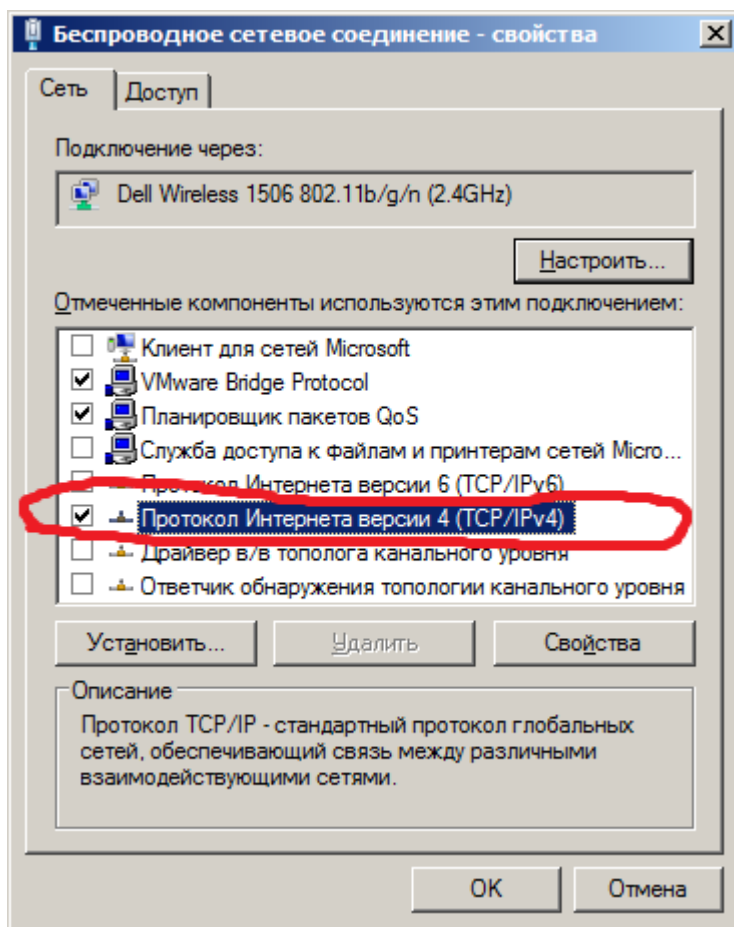 Беспроводное сетевое соединение - свойства
Сеть
Доступ
Подключение через:
Dell Wireless 1506 802.11b/g/n (2.4GHz)
Настроить...
Отмеченные компоненты используются этим подключением:
Клиент для сетей Microsoft
VMware Bridge Protocol
Планировщик пакетов QoS
Служба доступа к файлам и принтерам сетей Micro...
Протокол Интернета версии 6 (TCP/IPv6)
Протокол Интернета версии 4 (TCP/IPv4)
Драйвер в/в тополога канального уровня
Ответчик обнаружения топологии канального уровня
Установить...
Удалить
Свойства
Описание
Протокол TCP/IP - стандартный протокол глобальных
сетей, обеспечивающий связь между различными
взаимодействующими сетями.
OK
Отмена